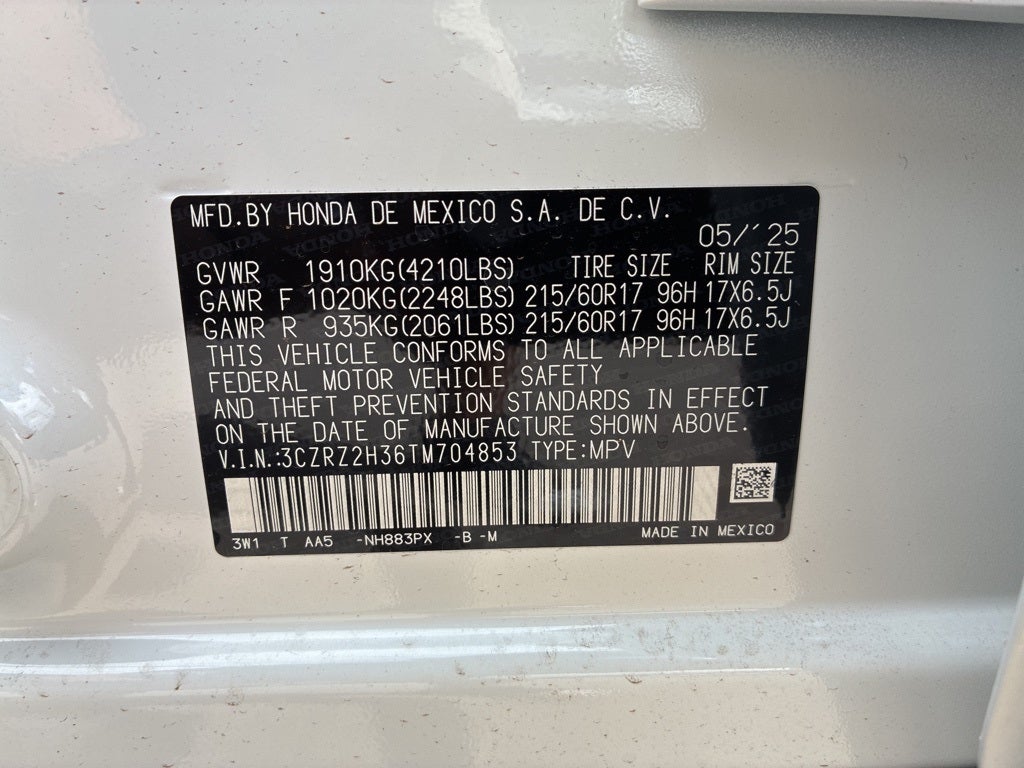 MFD.BY HONDA DE MEXICO S.A. DE C.V.
05/'25
GVWR 1910KG(4210LBS) TIRE SIZE RIM SIZE
GAWR F 1020KG(2248LBS) 215/60R17 96H 17X6.5J
GAWR R 935KG(2061LBS) 215/60R17 96H 17X6.5J
THIS VEHICLE CONFORMS TO ALL APPLICABLE
FEDERAL MOTOR VEHICLE SAFETY
AND THEFT PREVENTION STANDARDS IN EFFECT
ON THE DATE OF MANUFACTURE SHOWN ABOVE.
V.I.N.:3CZRZ2H36TM704853 TYPE:MPV
3W1 T AA5 -NH883PX -B -M MADE IN MEXICO